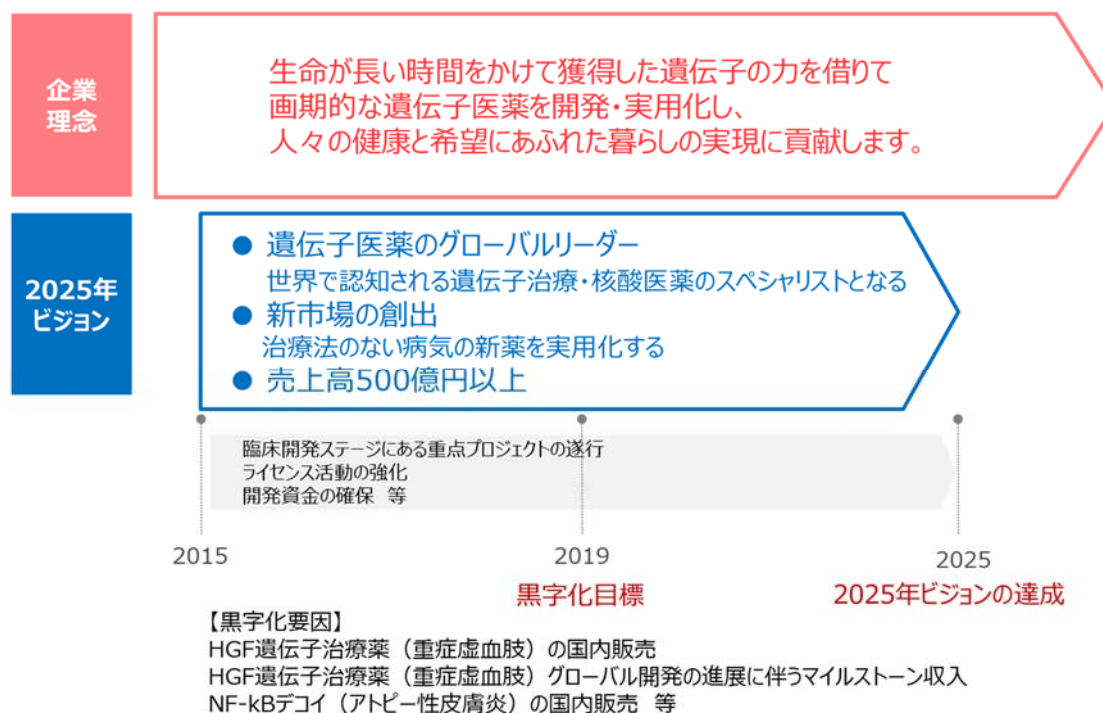 企業
理念
生命が長い時間をかけて獲得した遺伝子の力を借りて
画期的な遺伝子医薬を開発・実用化し、
人々の健康と希望にあふれた暮らしの実現に貢献します。
2025年
ビジョン
● 遺伝子医薬のグローバルリーダー
世界で認知される遺伝子治療・核酸医薬のスペシャリストとなる
● 新市場の創出
治療法のない病気の新薬を実用化する
● 売上高500億円以上
臨床開発ステージにある重点プロジェクトの遂行
ライセンス活動の強化
開発資金の確保 等
2015
2019
2025
黒字化目標
2025年ビジョンの達成
【黒字化要因】
HGF遺伝子治療薬（重症虚血肢）の国内販売
HGF遺伝子治療薬（重症虚血肢）グローバル開発の進展に伴うマイルストーン収入
NF-kBデコイ（アトピー性皮膚炎）の国内販売 等